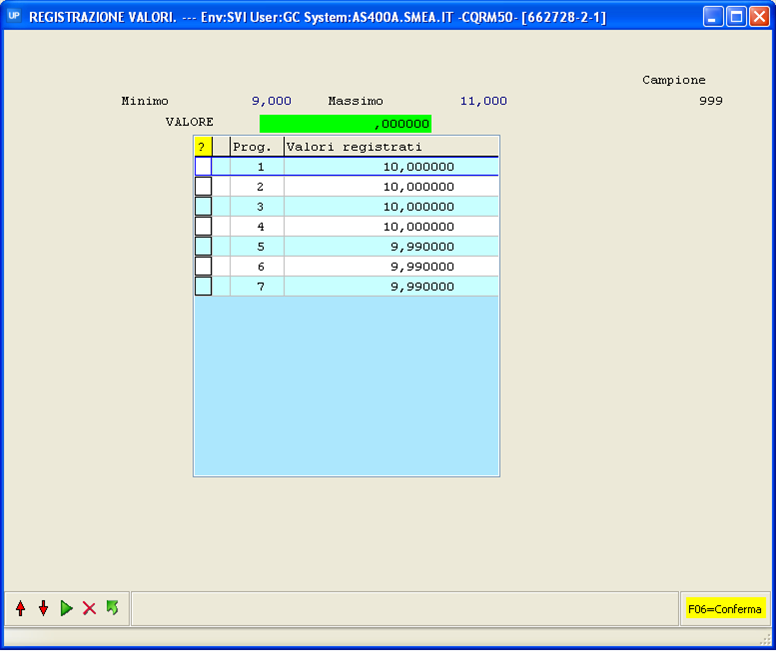 UP REGISTRAZIONE VALORI. --- Env:SVI User:GC System:AS400A.SMEA.IT -CQRM50- [662728-2-1]
Campione
Minimo 9,000 Massimo 11,000 999
VALORE ,000000
? Prog. Valori registrati
1 10,000000
2 10,000000
3 10,000000
4 10,000000
5 9,990000
6 9,990000
7 9,990000
F06=Conferma